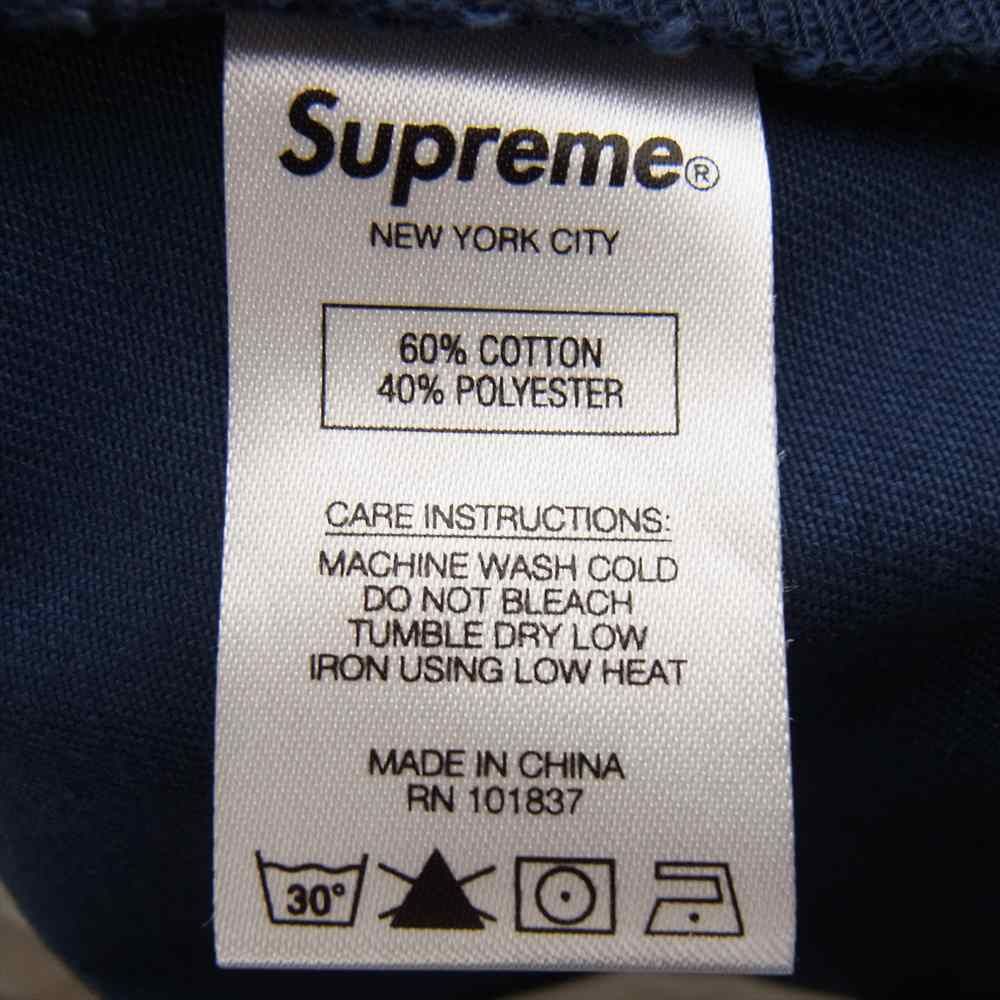 Supreme®
NEW YORK CITY
60% COTTON
40% POLYESTER
CARE INSTRUCTIONS:
MACHINE WASH COLD
DO NOT BLEACH
TUMBLE DRY LOW
IRON USING LOW HEAT
MADE IN CHINA
RN 101837
30°